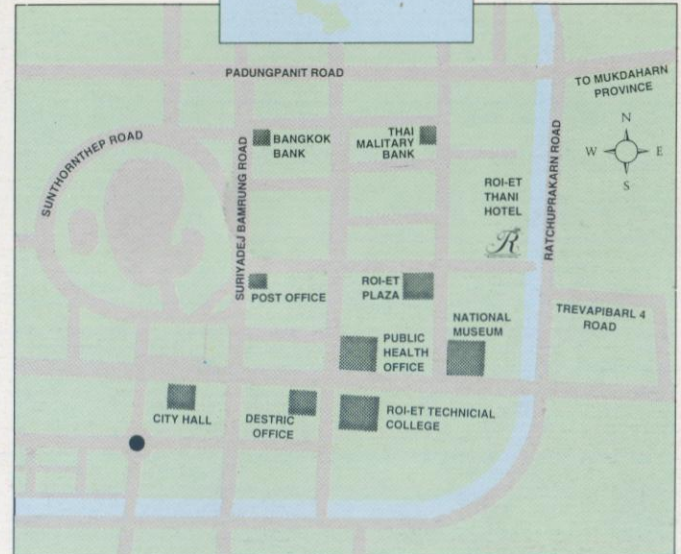 PADUNGPANIT ROAD
TO MUKDAHARN
PROVINCE
SUNTHORNTHEP ROAD
BANGKOK
BANK
THAI
MALITARY
BANK
N
W
E
S
SURIYADEJ BAMRUNG ROAD
ROI-ET
THANI
HOTEL
R
RATCHUPRAKARN ROAD
POST OFFICE
ROI-ET
PLAZA
TREVAPIBARL 4
ROAD
NATIONAL
MUSEUM
PUBLIC
HEALTH
OFFICE
CITY HALL
DESTRIC
OFFICE
ROI-ET TECHNICIAL
COLLEGE